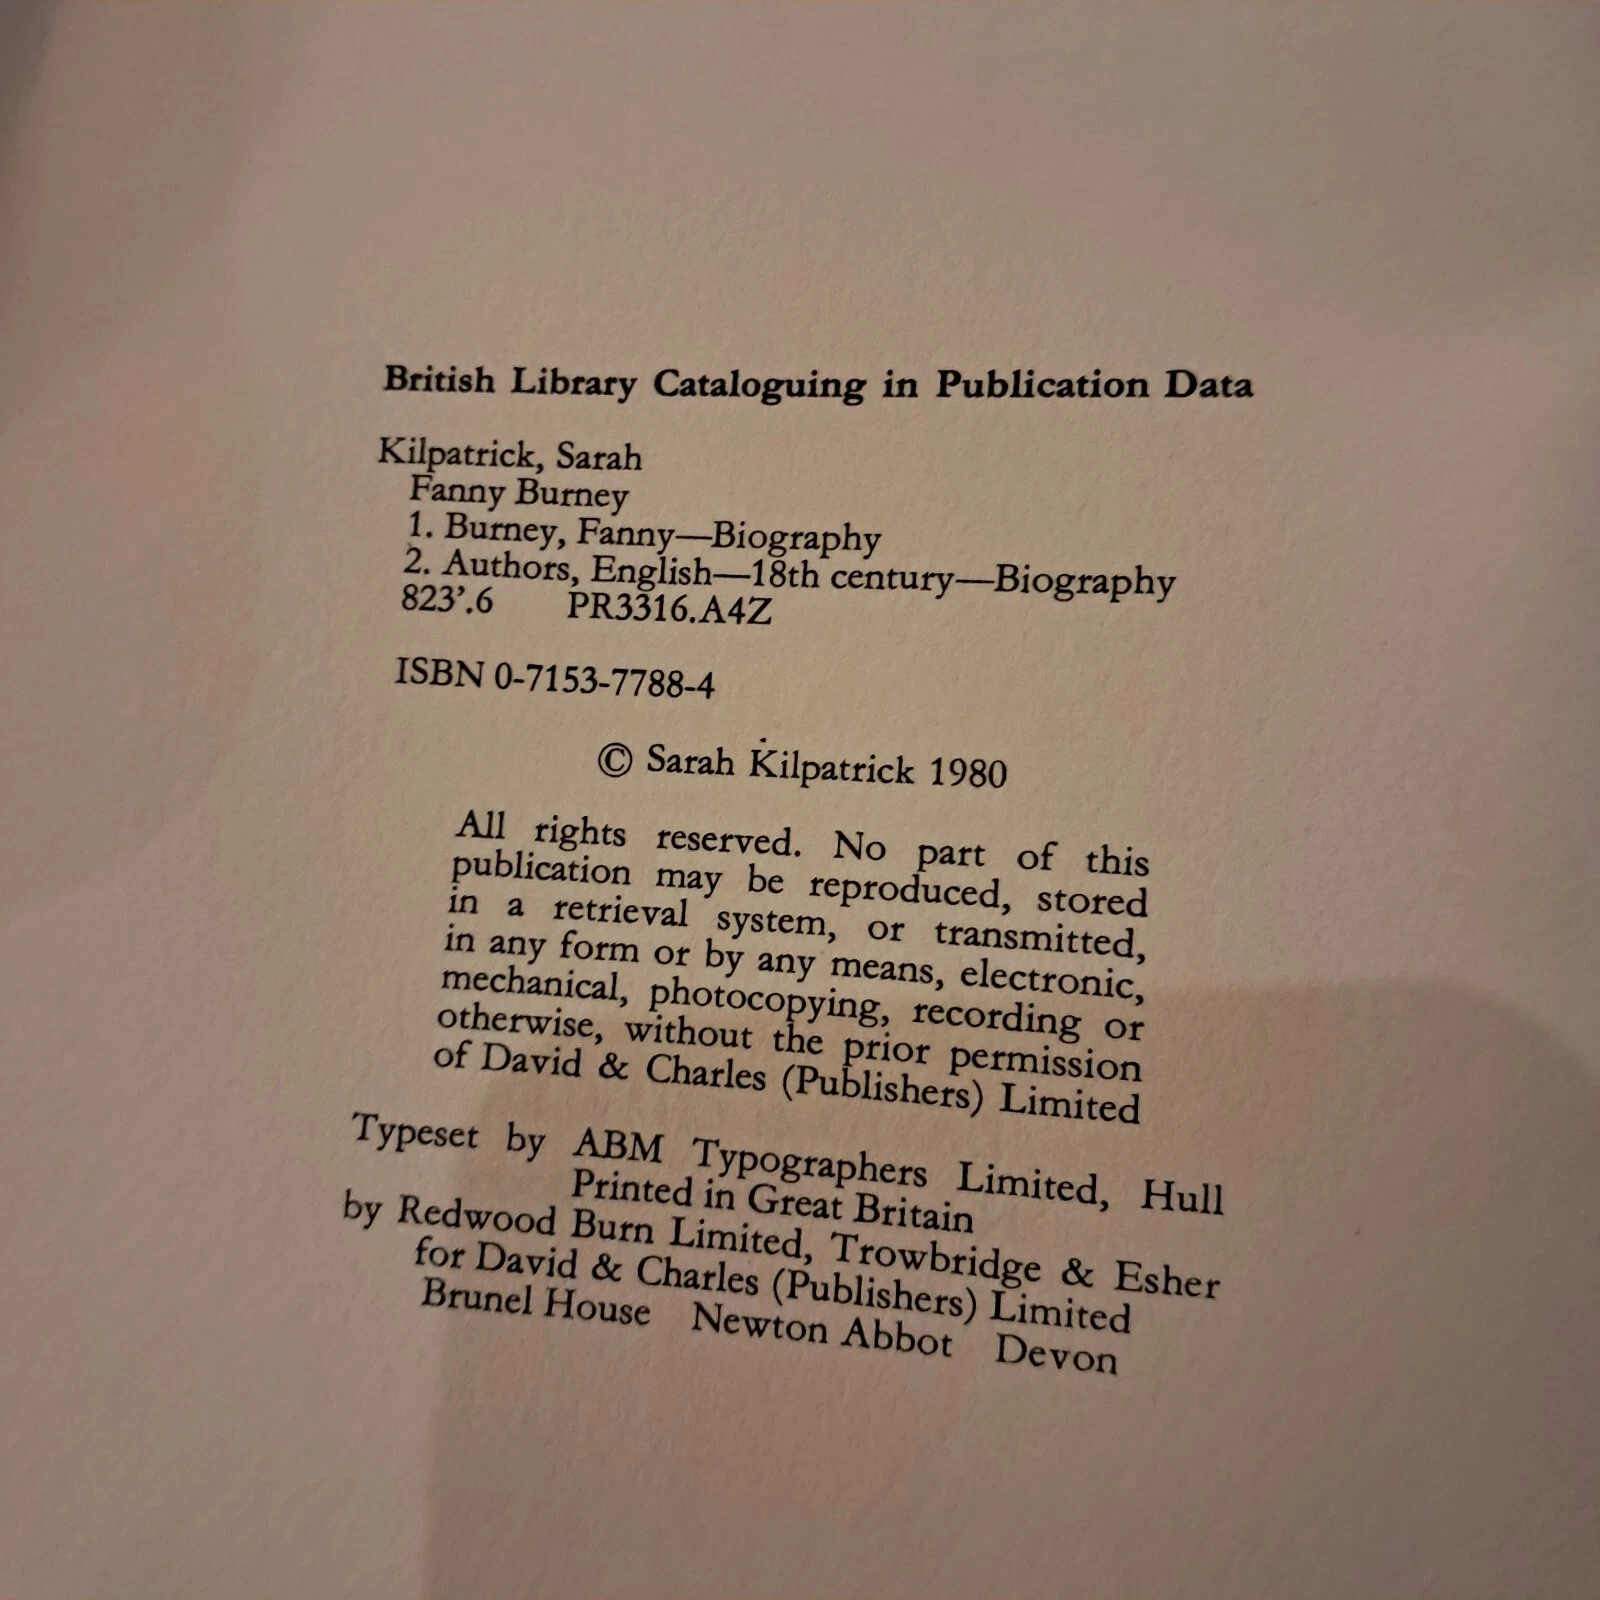 British Library Cataloguing in Publication Data
Kilpatrick, Sarah
Fanny Burney
1. Burney, Fanny—Biography
2. Authors, English—18th century—Biography
823'.6 PR3316.A4Z
ISBN 0-7153-7788-4
© Sarah Kilpatrick 1980
All rights reserved. No part of this
publication may be reproduced, stored
in a retrieval system, or transmitted,
in any form or by any means, electronic,
mechanical, photocopying, recording or
otherwise, without the prior permission
of David & Charles (Publishers) Limited
Typeset by ABM Typographers Limited, Hull
Printed in Great Britain
by Redwood Burn Limited, Trowbridge & Esher
for David & Charles (Publishers) Limited
Brunel House Newton Abbot Devon